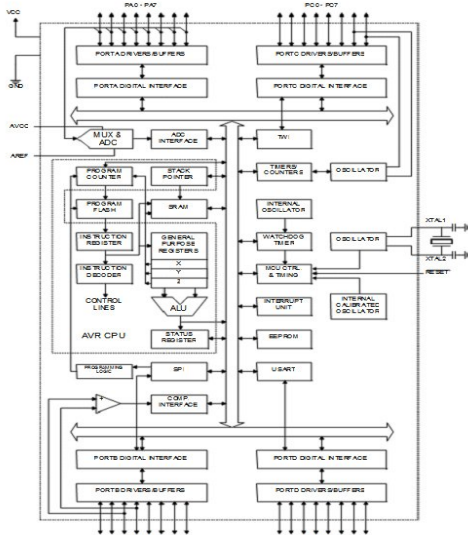 PA0 - PA7
PC0 - PC7
VCC
GND
PORTA DRIVERS/BUFFERS
PORTC DRIVERS/BUFFERS
PORTA DIGITAL INTERFACE
PORTC DIGITAL INTERFACE
AVCC
AREF
MUX &
ADC
ADC
INTERFACE
TWI
PROGRAM
COUNTER
STACK
POINTER
TIMERS/
COUNTERS
OSCILLATOR
PROGRAM
FLASH
SRAM
INTERNAL
OSCILLATOR
XTAL1
INSTRUCTION
REGISTER
GENERAL
PURPOSE
REGISTERS
WATCHDOG
TIMER
OSCILLATOR
XTAL2
X
Y
Z
INSTRUCTION
DECODER
MCU CTRL
& TIMING
RESET
CONTROL
LINES
ALU
INTERRUPT
UNIT
INTERNAL
CALIBRATED
OSCILLATOR
AVR CPU
STATUS
REGISTER
EEPROM
PROGRAMMING
LOGIC
SPI
USART
+
-
COMP
INTERFACE
PORTB DIGITAL INTERFACE
PORTD DIGITAL INTERFACE
PORTB DRIVERS/BUFFERS
PORTD DRIVERS/BUFFERS